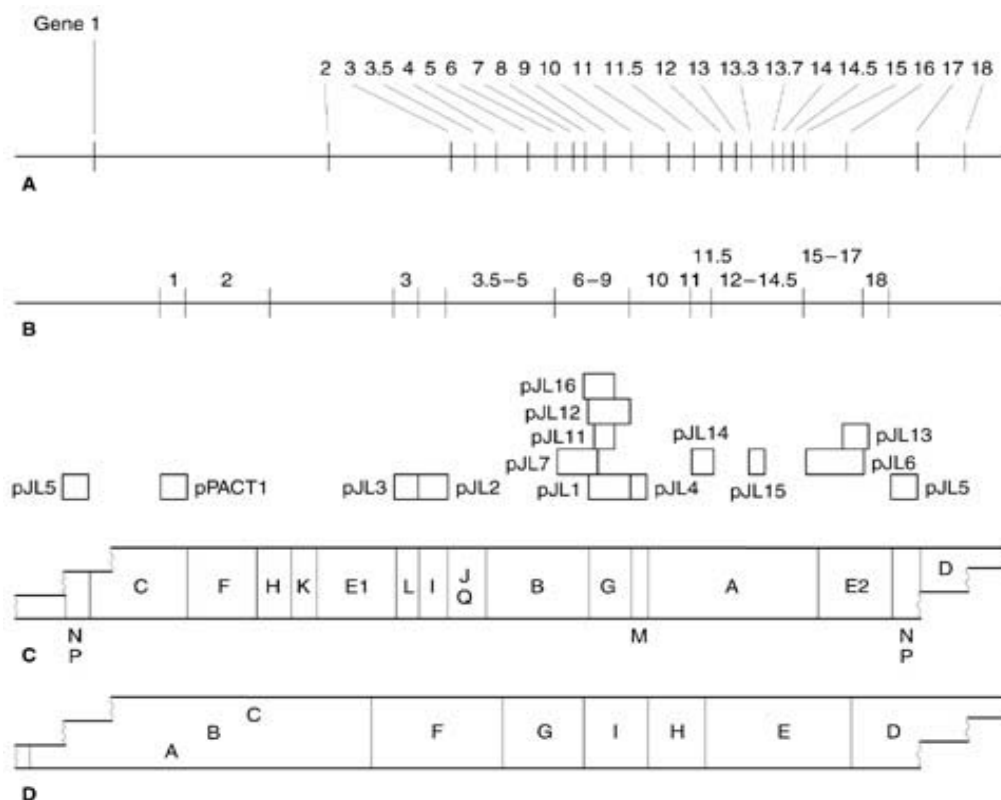 Gene 1
2 3 3.5 4 5 6 7 8 9 10 11 11.5 12 13 13.3 13.7 14 14.5 15 16 17 18
A
11.5 15–17
1 2 3 3.5–5 6–9 10 11 12–14.5 18
B
pJL16
pJL12
pJL11 pJL14 pJL13
pJL7 pJL15 pJL6
pJL5 pPACT1 pJL3 pJL2 pJL1 pJL4 pJL5
C F H K E1 L I J Q B G A E2 D
N P M N P
C
A B C F G I H E D
D